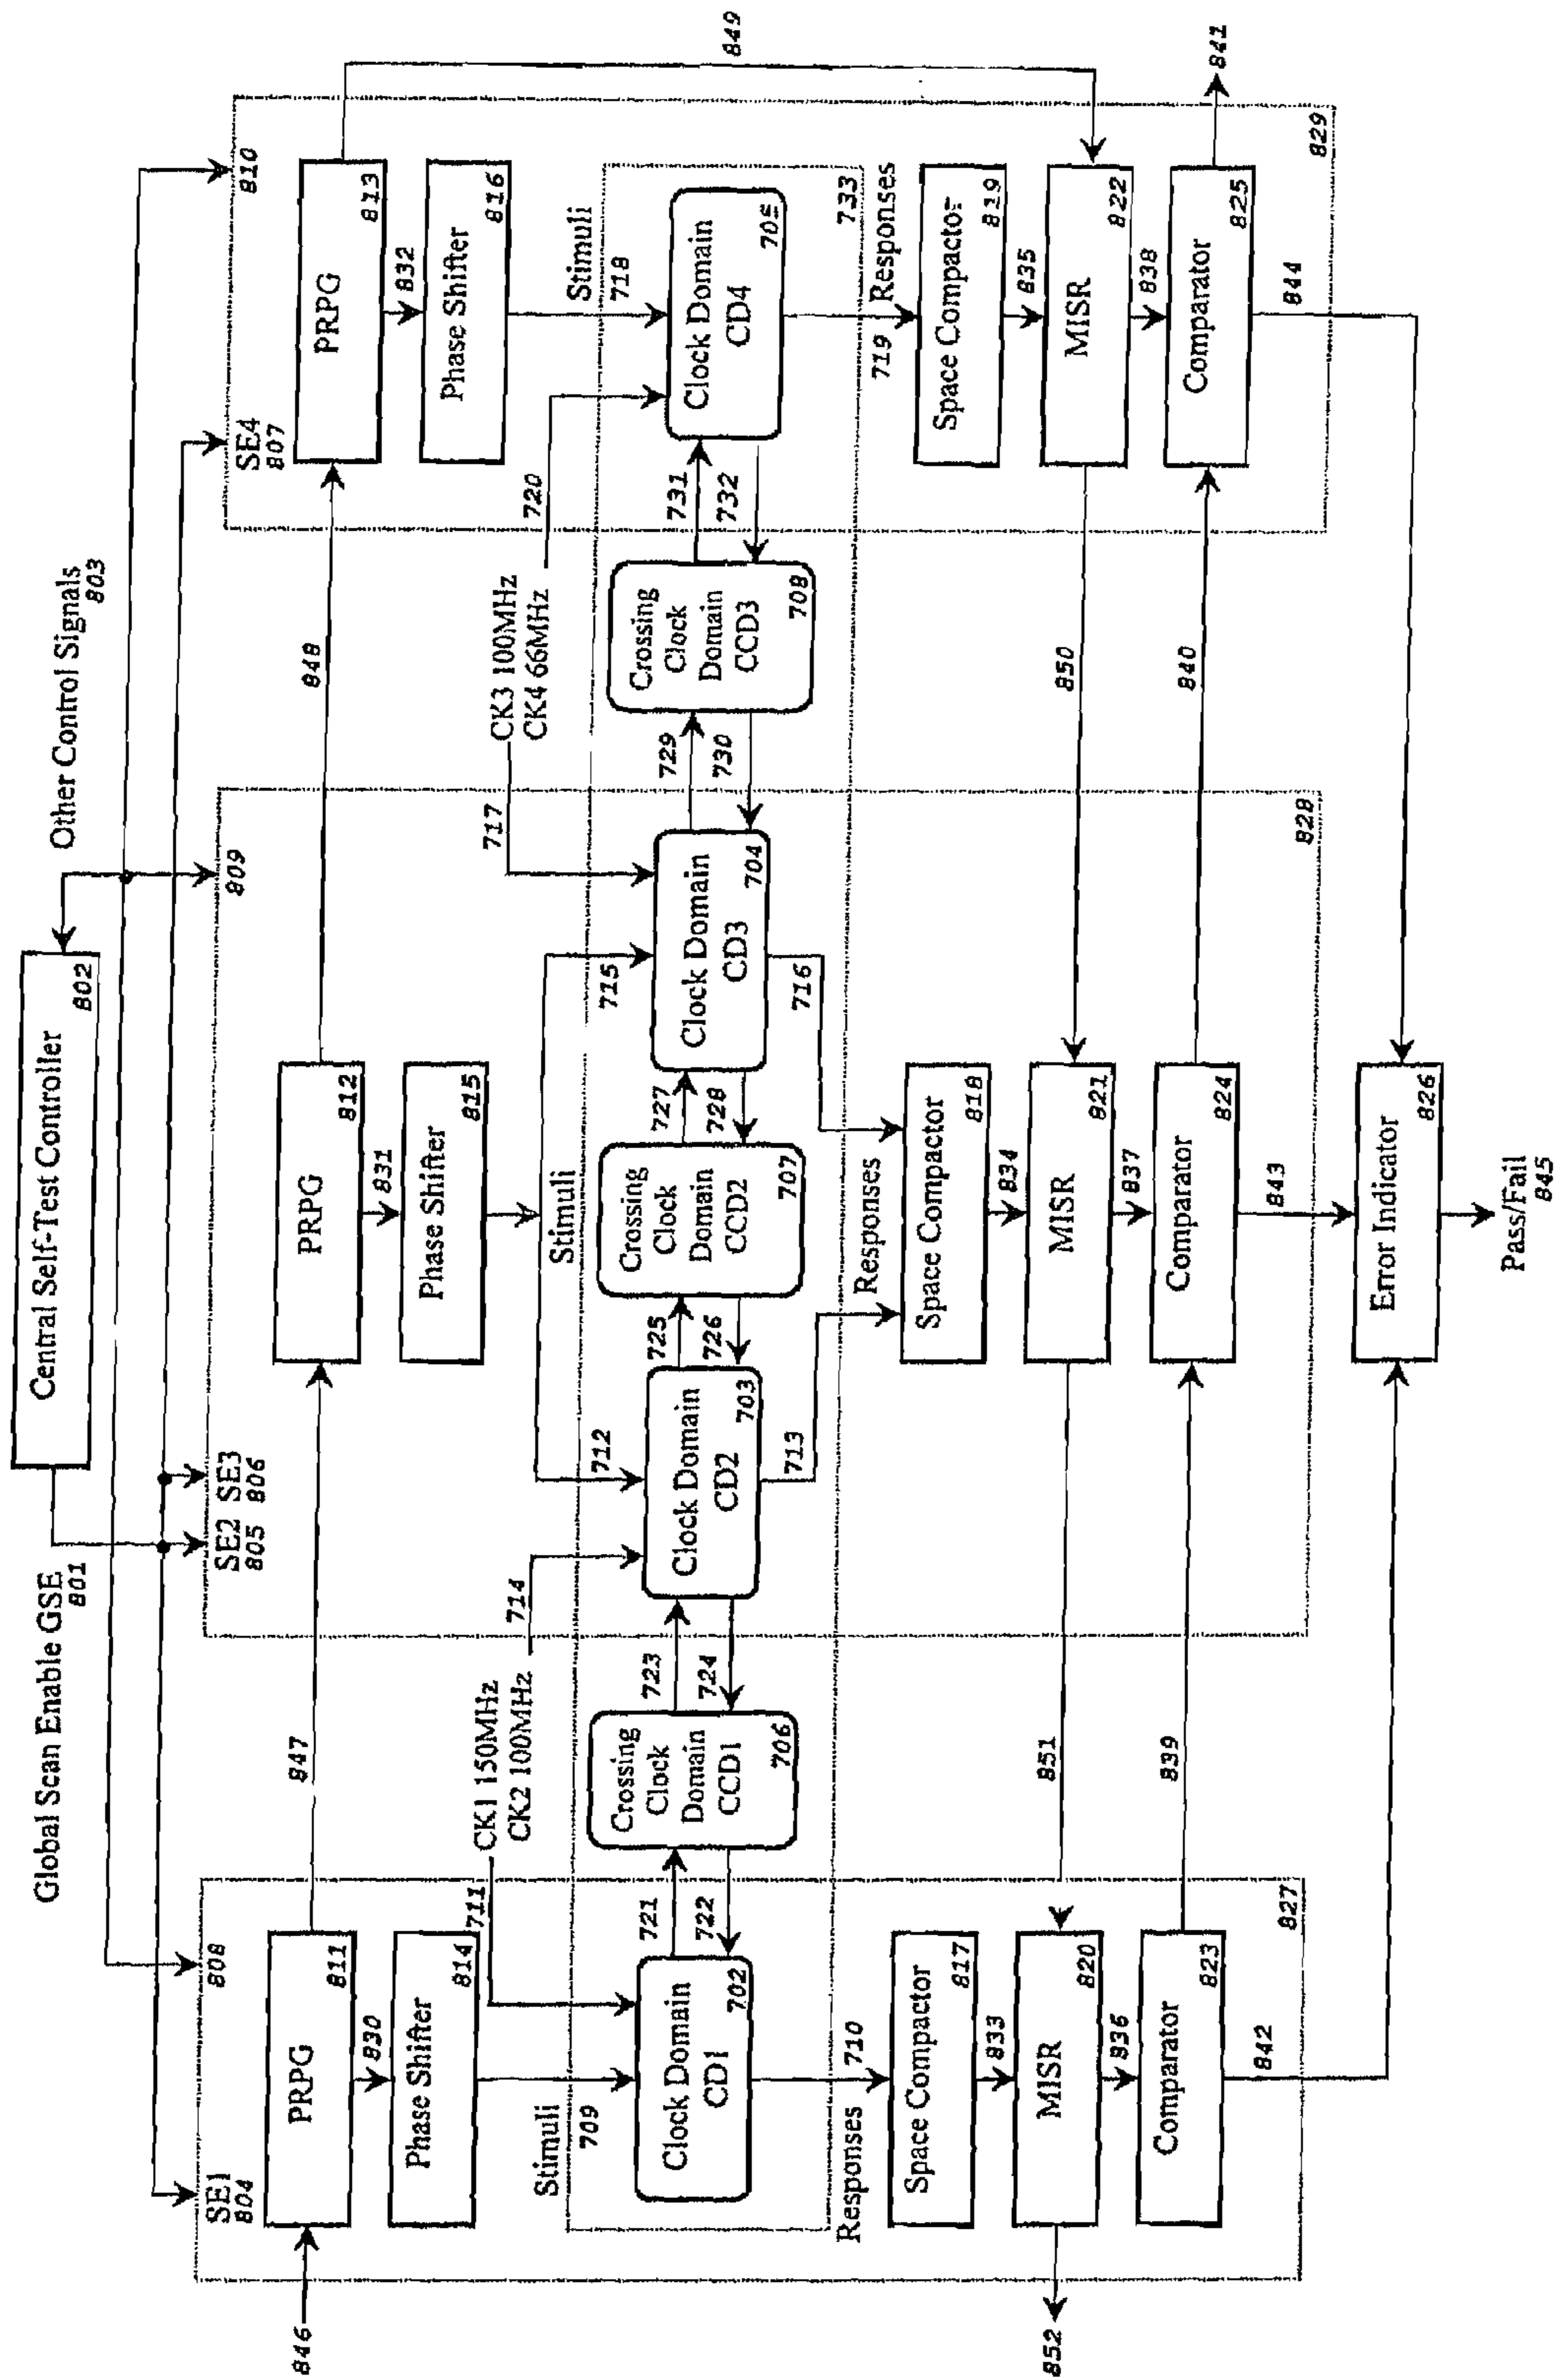 Central Self-Test Controller
802
Global Scan Enable GSE
801
Other Control Signals
803
SE1
804
808
SE2 SE3
805 806
809
SE4
807
810
846
PRPG
811
847
PRPG
812
848
PRPG
813
849
830
831
832
Phase Shifter
814
Phase Shifter
815
Phase Shifter
816
711
CK1 150MHz
CK2 100MHz
714
717
CK3 100MHz
CK4 66MHz
720
Stimuli
709
712
Stimuli
715
Stimuli
718
Clock Domain
CD1
702
721
722
Crossing
Clock
Domain
CCD1
706
723
724
Clock Domain
CD2
703
725
726
Crossing
Clock
Domain
CCD2
707
727
728
Clock Domain
CD3
704
729
730
Crossing
Clock
Domain
CCD3
708
731
732
Clock Domain
CD4
705
733
713
716
Responses
710
Responses
719
Responses
Space Compactor
817
Space Compactor
818
Space Compactor
819
833
834
835
852
MISR
820
851
MISR
821
850
MISR
822
836
837
838
Comparator
823
839
Comparator
824
840
Comparator
825
841
827
828
829
842
843
844
Error Indicator
826
Pass/Fail
845